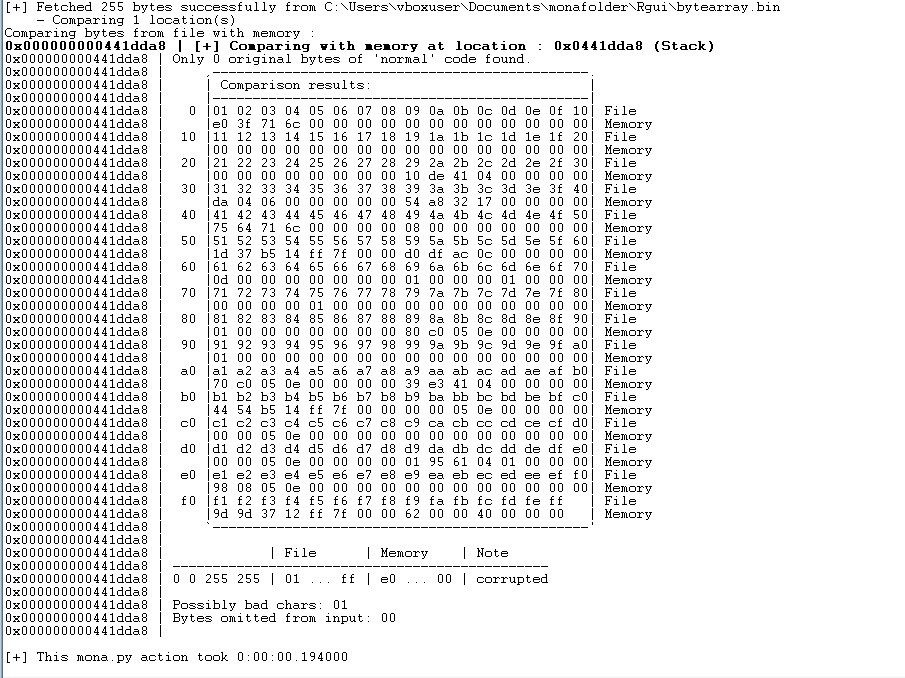 [+] Fetched 255 bytes successfully from C:\Users\vboxuser\Documents\monafolder\Rgui\bytearray.bin
    - Comparing 1 location(s)
Comparing bytes from file with memory :
0x000000000441dda8 | [+] Comparing with memory at location : 0x0441dda8 (Stack)
0x000000000441dda8 | Only 0 original bytes of 'normal' code found.
0x000000000441dda8 |     ,-----------------------------------------------.
0x000000000441dda8 |     | Comparison results:                           |
0x000000000441dda8 |     |-----------------------------------------------|
0x000000000441dda8 |   0 |01 02 03 04 05 06 07 08 09 0a 0b 0c 0d 0e 0f 10| File
0x000000000441dda8 |     |e0 3f 71 6c 00 00 00 00 00 00 00 00 00 00 00 00| Memory
0x000000000441dda8 |  10 |11 12 13 14 15 16 17 18 19 1a 1b 1c 1d 1e 1f 20| File
0x000000000441dda8 |     |00 00 00 00 00 00 00 00 00 00 00 00 00 00 00 00| Memory
0x000000000441dda8 |  20 |21 22 23 24 25 26 27 28 29 2a 2b 2c 2d 2e 2f 30| File
0x000000000441dda8 |     |00 00 00 00 00 00 00 00 10 de 41 04 00 00 00 00| Memory
0x000000000441dda8 |  30 |31 32 33 34 35 36 37 38 39 3a 3b 3c 3d 3e 3f 40| File
0x000000000441dda8 |     |da 04 06 00 00 00 00 00 54 a8 32 17 00 00 00 00| Memory
0x000000000441dda8 |  40 |41 42 43 44 45 46 47 48 49 4a 4b 4c 4d 4e 4f 50| File
0x000000000441dda8 |     |75 64 71 6c 00 00 00 00 08 00 00 00 00 00 00 00| Memory
0x000000000441dda8 |  50 |51 52 53 54 55 56 57 58 59 5a 5b 5c 5d 5e 5f 60| File
0x000000000441dda8 |     |1d 37 b5 14 ff 7f 00 00 d0 df ac 0c 00 00 00 00| Memory
0x000000000441dda8 |  60 |61 62 63 64 65 66 67 68 69 6a 6b 6c 6d 6e 6f 70| File
0x000000000441dda8 |     |0d 00 00 00 00 00 00 00 01 00 00 00 01 00 00 00| Memory
0x000000000441dda8 |  70 |71 72 73 74 75 76 77 78 79 7a 7b 7c 7d 7e 7f 80| File
0x000000000441dda8 |     |00 00 00 00 01 00 00 00 00 00 00 00 00 00 00 00| Memory
0x000000000441dda8 |  80 |81 82 83 84 85 86 87 88 89 8a 8b 8c 8d 8e 8f 90| File
0x000000000441dda8 |     |01 00 00 00 00 00 00 00 80 c0 05 0e 00 00 00 00| Memory
0x000000000441dda8 |  90 |91 92 93 94 95 96 97 98 99 9a 9b 9c 9d 9e 9f a0| File
0x000000000441dda8 |     |01 00 00 00 00 00 00 00 00 00 00 00 00 00 00 00| Memory
0x000000000441dda8 |  a0 |a1 a2 a3 a4 a5 a6 a7 a8 a9 aa ab ac ad ae af b0| File
0x000000000441dda8 |     |70 c0 05 0e 00 00 00 00 39 e3 41 04 00 00 00 00| Memory
0x000000000441dda8 |  b0 |b1 b2 b3 b4 b5 b6 b7 b8 b9 ba bb bc bd be bf c0| File
0x000000000441dda8 |     |44 54 b5 14 ff 7f 00 00 00 00 05 0e 00 00 00 00| Memory
0x000000000441dda8 |  c0 |c1 c2 c3 c4 c5 c6 c7 c8 c9 ca cb cc cd ce cf d0| File
0x000000000441dda8 |     |00 00 05 0e 00 00 00 00 00 00 00 00 00 00 00 00| Memory
0x000000000441dda8 |  d0 |d1 d2 d3 d4 d5 d6 d7 d8 d9 da db dc dd de df e0| File
0x000000000441dda8 |     |00 00 05 0e 00 00 00 00 01 95 61 04 01 00 00 00| Memory
0x000000000441dda8 |  e0 |e1 e2 e3 e4 e5 e6 e7 e8 e9 ea eb ec ed ee ef f0| File
0x000000000441dda8 |     |98 08 05 0e 00 00 00 00 00 00 00 00 00 00 00 00| Memory
0x000000000441dda8 |  f0 |f1 f2 f3 f4 f5 f6 f7 f8 f9 fa fb fc fd fe ff   | File
0x000000000441dda8 |     |9d 9d 37 12 ff 7f 00 00 62 00 00 40 00 00 00   | Memory
0x000000000441dda8 |     `-----------------------------------------------'
0x000000000441dda8 |
0x000000000441dda8 |             | File      | Memory    | Note
0x000000000441dda8 | ------------------------------------------------
0x000000000441dda8 | 0 0 255 255 | 01 ... ff | e0 ... 00 | corrupted
0x000000000441dda8 |
0x000000000441dda8 | Possibly bad chars: 01
0x000000000441dda8 | Bytes omitted from input: 00
0x000000000441dda8 |
[+] This mona.py action took 0:00:00.194000